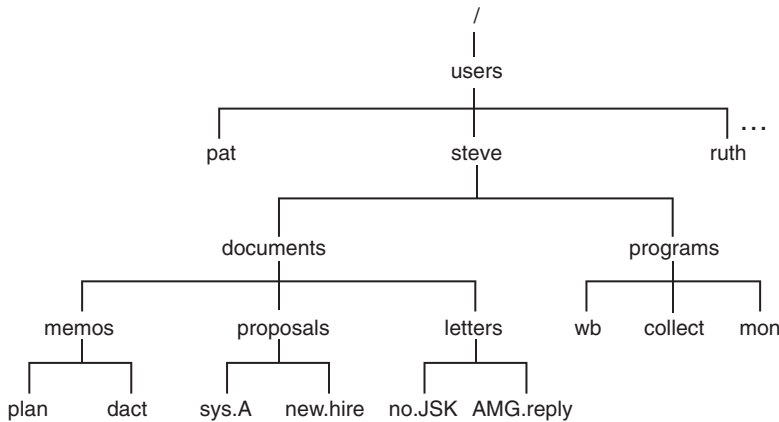 /
users
pat steve ruth ...
documents programs
memos proposals letters wb collect mon
plan dact sys.A new.hire no.JSK AMG.reply